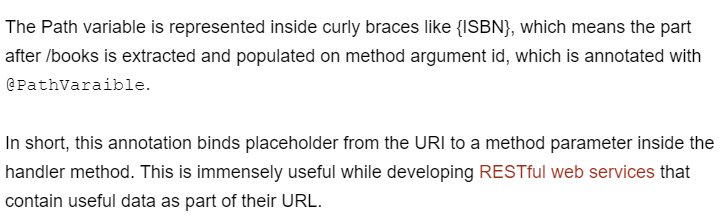 The Path variable is represented inside curly braces like {ISBN}, which means the part
after /books is extracted and populated on method argument id, which is annotated with
@PathVaraible.
In short, this annotation binds placeholder from the URI to a method parameter inside the
handler method. This is immensely useful while developing RESTful web services that
contain useful data as part of their URL.